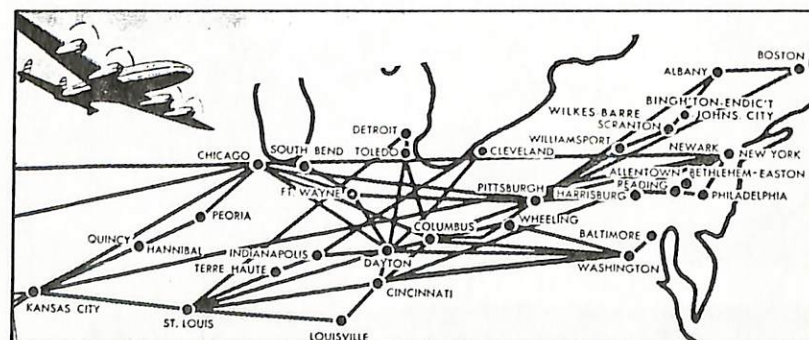 BOSTON
ALBANY
BINGH'TON-ENDIC'T
JOHNS. CITY
WILKES-BARRE
SCRANTON
WILLIAMSPORT
DETROIT
TOLEDO
CLEVELAND
NEWARK
NEW YORK
CHICAGO
SOUTH BEND
FT. WAYNE
PITTSBURGH
ALLENTOWN
BETHLEHEM-EASTON
READING
HARRISBURG
PHILADELPHIA
PEORIA
COLUMBUS
WHEELING
BALTIMORE
QUINCY
HANNIBAL
INDIANAPOLIS
TERRE HAUTE
DAYTON
WASHINGTON
CINCINNATI
KANSAS CITY
ST. LOUIS
LOUISVILLE